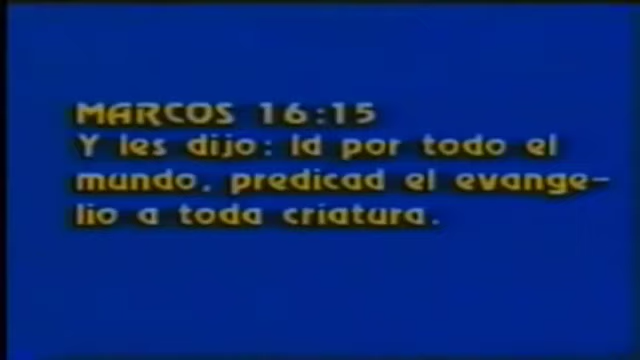 MARCOS 16:15
Y les dijo: Id por todo el
mundo, predicad el evange-
lio a toda criatura.